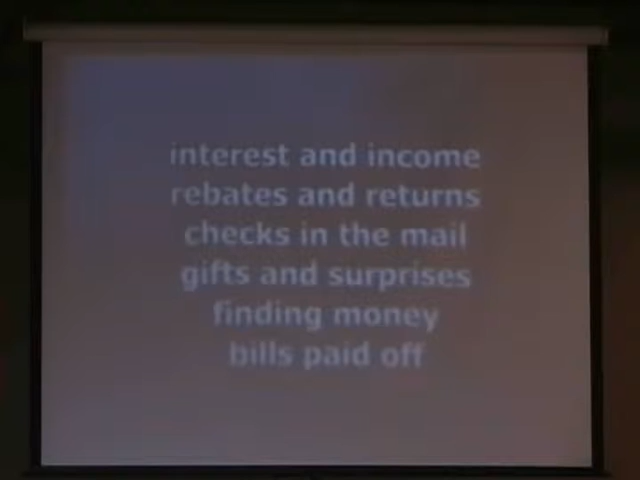 interest and income
rebates and returns
checks in the mail
gifts and surprises
finding money
bills paid off